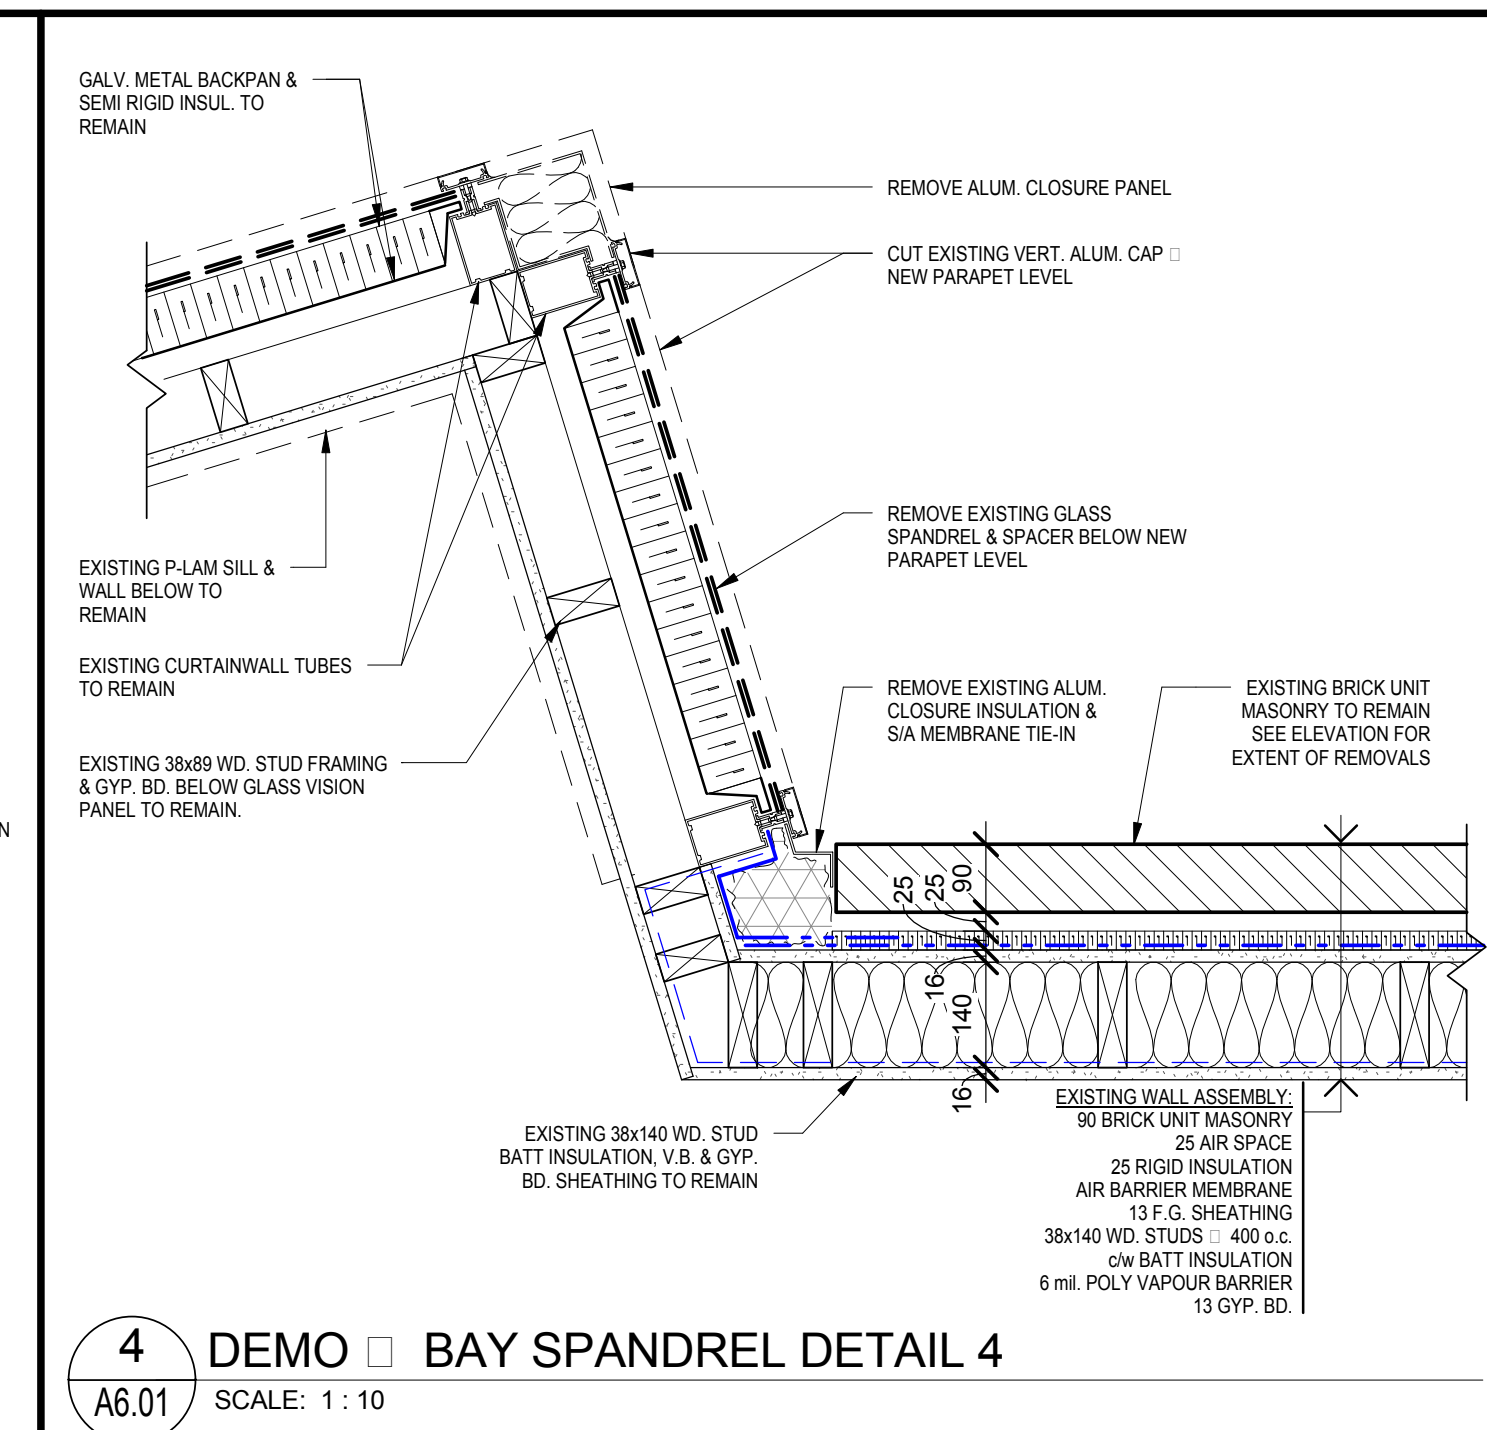 GALV. METAL BACKPAN &
SEMI RIGID INSUL. TO
REMAIN
REMOVE ALUM. CLOSURE PANEL
CUT EXISTING VERT. ALUM. CAP □
NEW PARAPET LEVEL
REMOVE EXISTING GLASS
SPANDREL & SPACER BELOW NEW
PARAPET LEVEL
EXISTING P-LAM SILL &
WALL BELOW TO
REMAIN
EXISTING CURTAINWALL TUBES
TO REMAIN
REMOVE EXISTING ALUM.
CLOSURE INSULATION &
S/A MEMBRANE TIE-IN
EXISTING BRICK UNIT
MASONRY TO REMAIN
SEE ELEVATION FOR
EXTENT OF REMOVALS
EXISTING 38x89 WD. STUD FRAMING
& GYP. BD. BELOW GLASS VISION
PANEL TO REMAIN.
N
25
25
90
16
140
16
EXISTING 38x140 WD. STUD
BATT INSULATION, V.B. & GYP.
BD. SHEATHING TO REMAIN
EXISTING WALL ASSEMBLY:
90 BRICK UNIT MASONRY
25 AIR SPACE
25 RIGID INSULATION
AIR BARRIER MEMBRANE
13 F.G. SHEATHING
38x140 WD. STUDS □ 400 o.c.
c/w BATT INSULATION
6 mil. POLY VAPOUR BARRIER
13 GYP. BD.
4
A6.01
DEMO □ BAY SPANDREL DETAIL 4
SCALE: 1 : 10